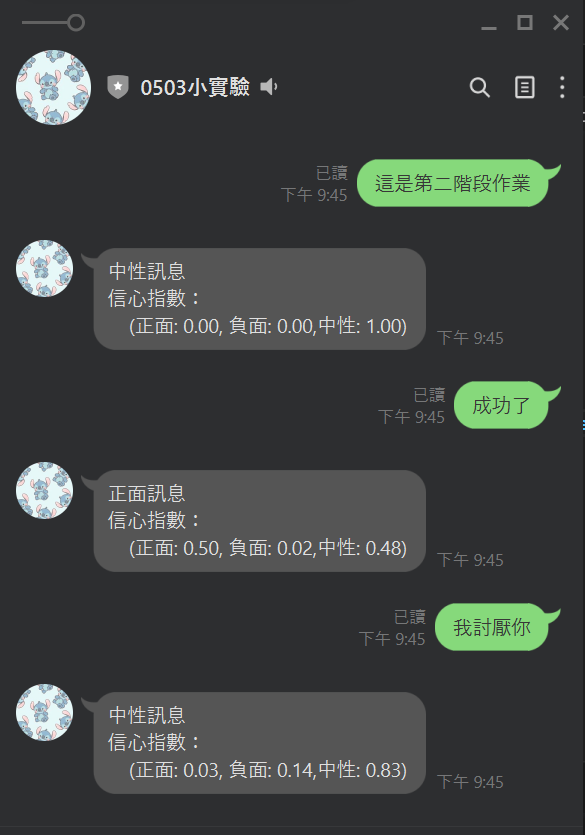 0503小實驗
已讀
下午 9:45
這是第二階段作業
中性訊息
信心指數：
(正面: 0.00, 負面: 0.00,中性: 1.00)
下午 9:45
已讀
下午 9:45
成功了
正面訊息
信心指數：
(正面: 0.50, 負面: 0.02,中性: 0.48)
下午 9:45
已讀
下午 9:45
我討厭你
中性訊息
信心指數：
(正面: 0.03, 負面: 0.14,中性: 0.83)
下午 9:45